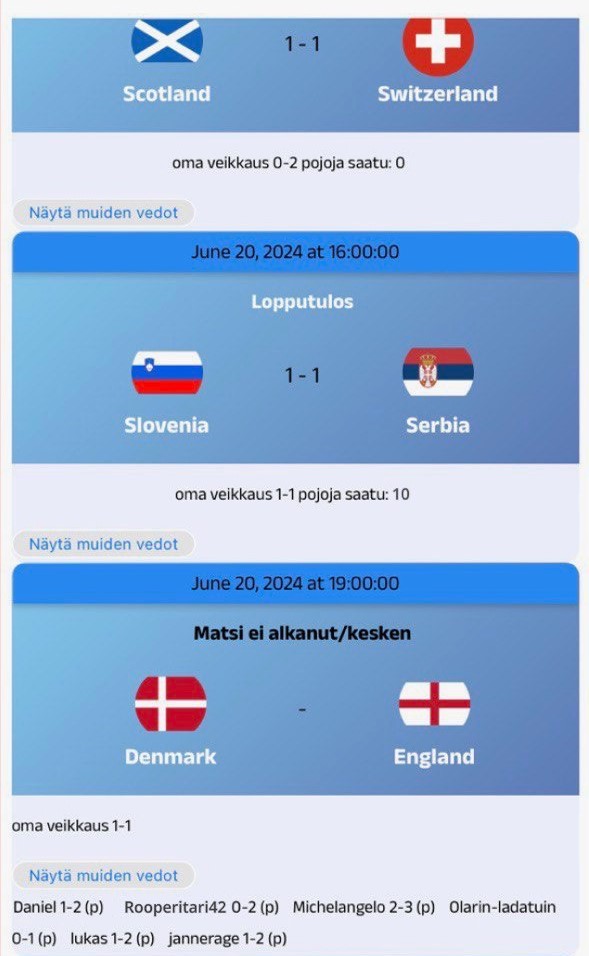 1 - 1
Scotland Switzerland
oma veikkaus 0-2 pojoja saatu: 0
Näytä muiden vedot
June 20, 2024 at 16:00:00
Lopputulos
1 - 1
Slovenia Serbia
oma veikkaus 1-1 pojoja saatu: 10
Näytä muiden vedot
June 20, 2024 at 19:00:00
Matsi ei alkanut/kesken
-
Denmark England
oma veikkaus 1-1
Näytä muiden vedot
Daniel 1-2 (p) Rooperitari42 0-2 (p) Michelangelo 2-3 (p) Olarin-ladatuin
0-1 (p) lukas 1-2 (p) jannerage 1-2 (p)